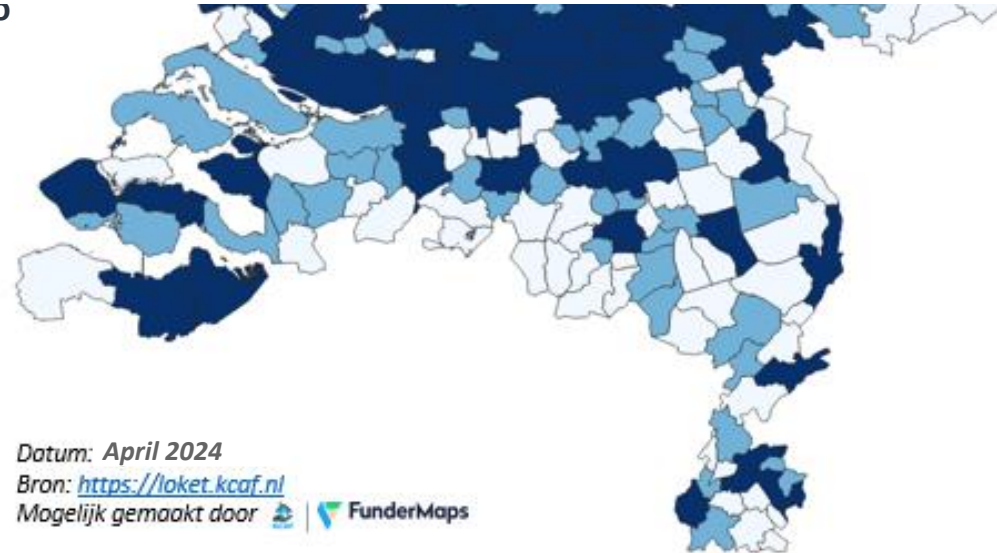 Datum: April 2024
Bron: https://loket.kcaf.nl
Mogelijk gemaakt door | FunderMaps